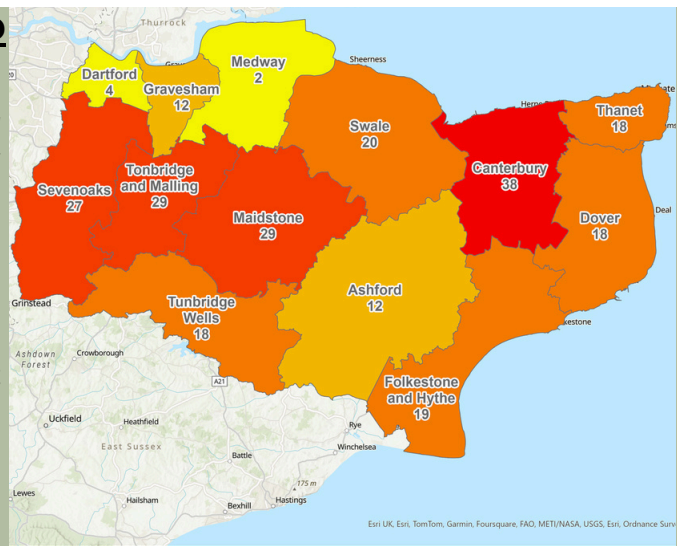 Thurrock
Sheerness
Dartford
4
Gravesham
12
Medway
2
Swale
20
Thanet
18
Sevenoaks
27
Tonbridge
and Malling
29
Maidstone
29
Canterbury
38
Dover
18
Deal
Ashford
12
Tunbridge
Wells
18
Folkestone
and Hythe
19
Grinstead
Ashdown
Forest
Crowborough
A21
Uckfield
Heathfield
East Sussex
Battle
Rye
Winchelsea
175 m
Lewes
Hailsham
Bexhill
Hastings
Esri UK, Esri, TomTom, Garmin, Foursquare, FAO, METI/NASA, USGS, Esri, Ordnance Surv